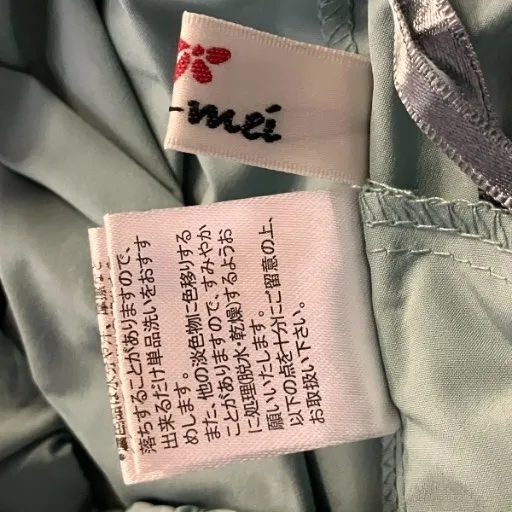 -mei
落ちすることがありますので、
出来るだけ単品洗いをおすす
めします。
また、他の淡色物に色移りする
ことがありますので、すみやか
に処理(脱水・乾燥)するようお
願いいたします。
以下の点を十分にご留意の上、
お取扱い下さい。